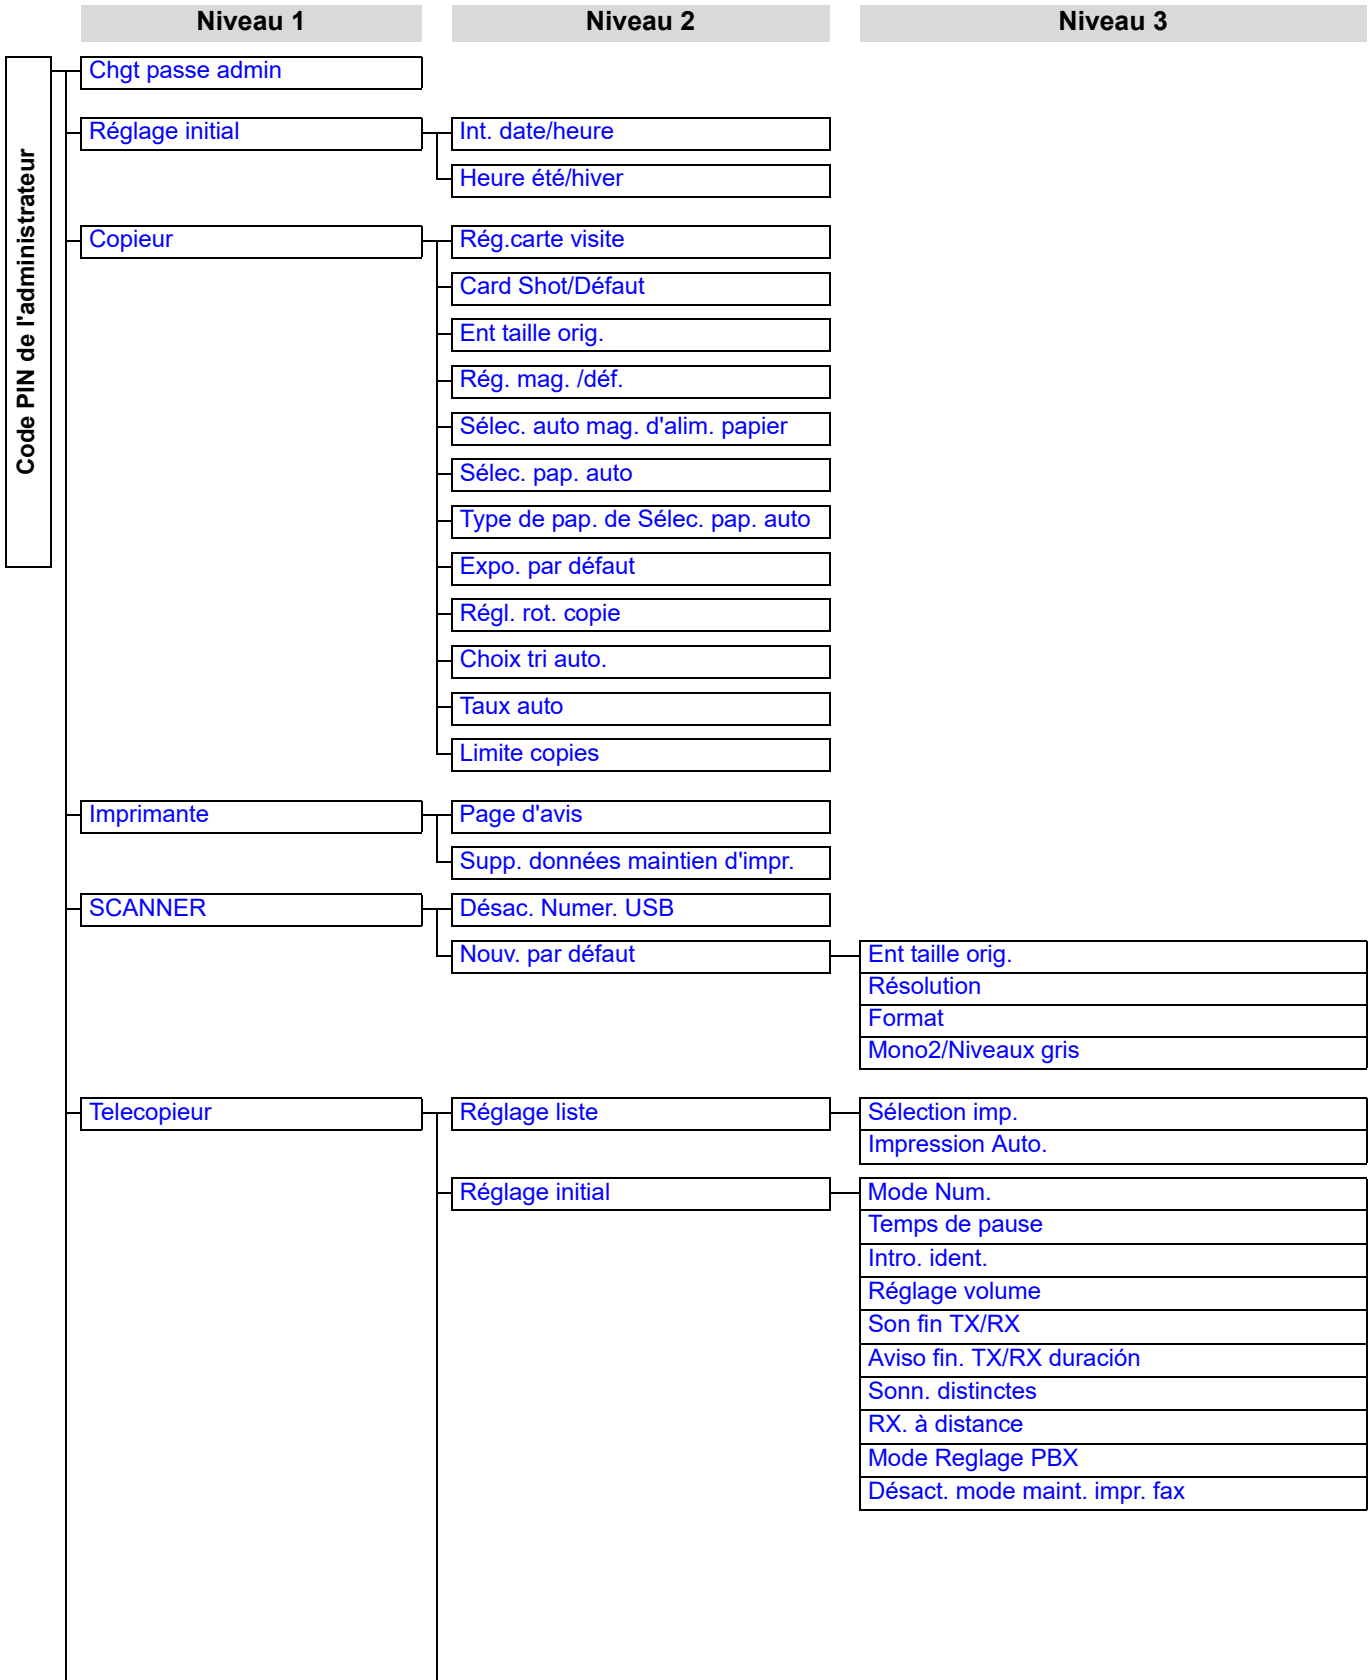 Niveau 1
Niveau 2
Niveau 3
Code PIN de l'administrateur
Chgt passe admin
Réglage initial
Int. date/heure
Heure été/hiver
Copieur
Rég.carte visite
Card Shot/Défaut
Ent taille orig.
Rég. mag. /déf.
Sélec. auto mag. d'alim. papier
Sélec. pap. auto
Type de pap. de Sélec. pap. auto
Expo. par défaut
Régl. rot. copie
Choix tri auto.
Taux auto
Limite copies
Imprimante
Page d'avis
Supp. données maintien d'impr.
SCANNER
Désac. Numer. USB
Nouv. par défaut
Ent taille orig.
Résolution
Format
Mono2/Niveaux gris
Telecopieur
Réglage liste
Sélection imp.
Impression Auto.
Réglage initial
Mode Num.
Temps de pause
Intro. ident.
Réglage volume
Son fin TX/RX
Aviso fin. TX/RX duración
Sonn. distinctes
RX. à distance
Mode Reglage PBX
Désact. mode maint. impr. fax